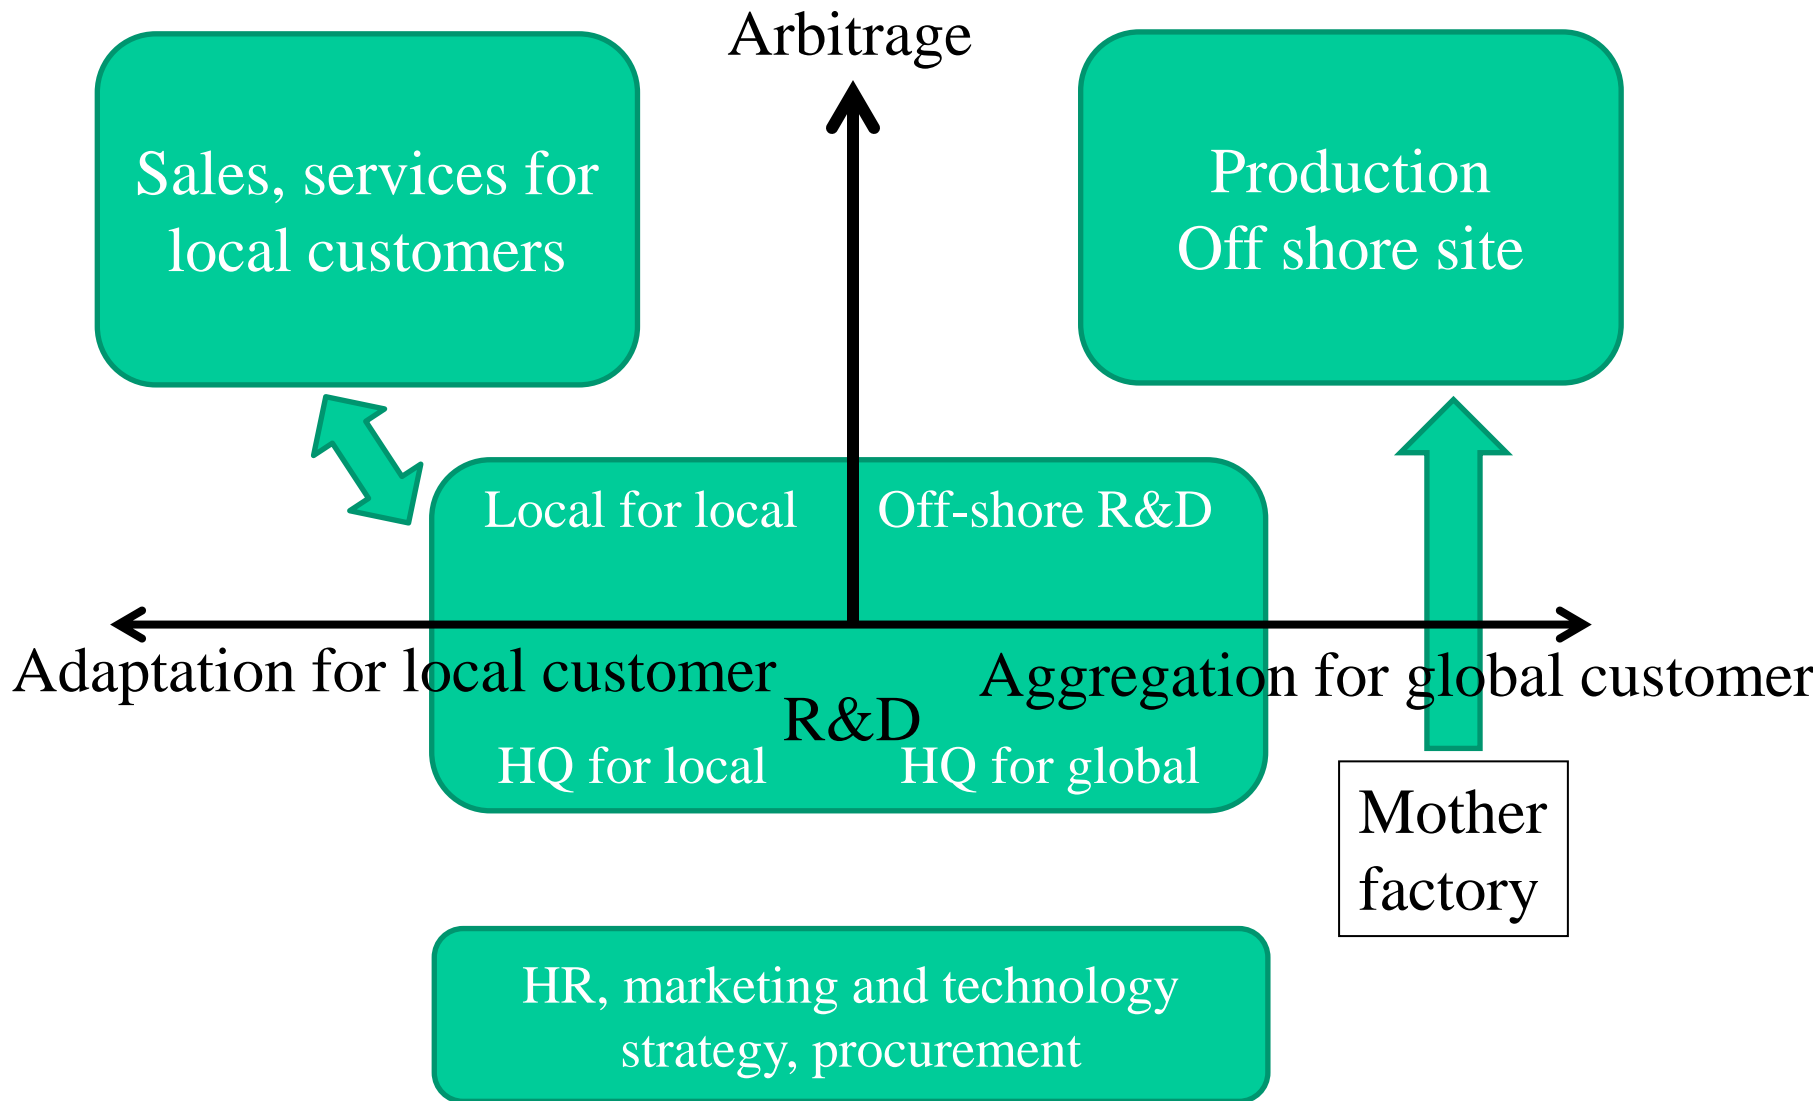 Arbitrage
Sales, services for
local customers
Production
Off shore site
Local for local
Off-shore R&D
Adaptation for local customer
Aggregation for global customer
R&D
HQ for local
HQ for global
Mother
factory
HR, marketing and technology
strategy, procurement